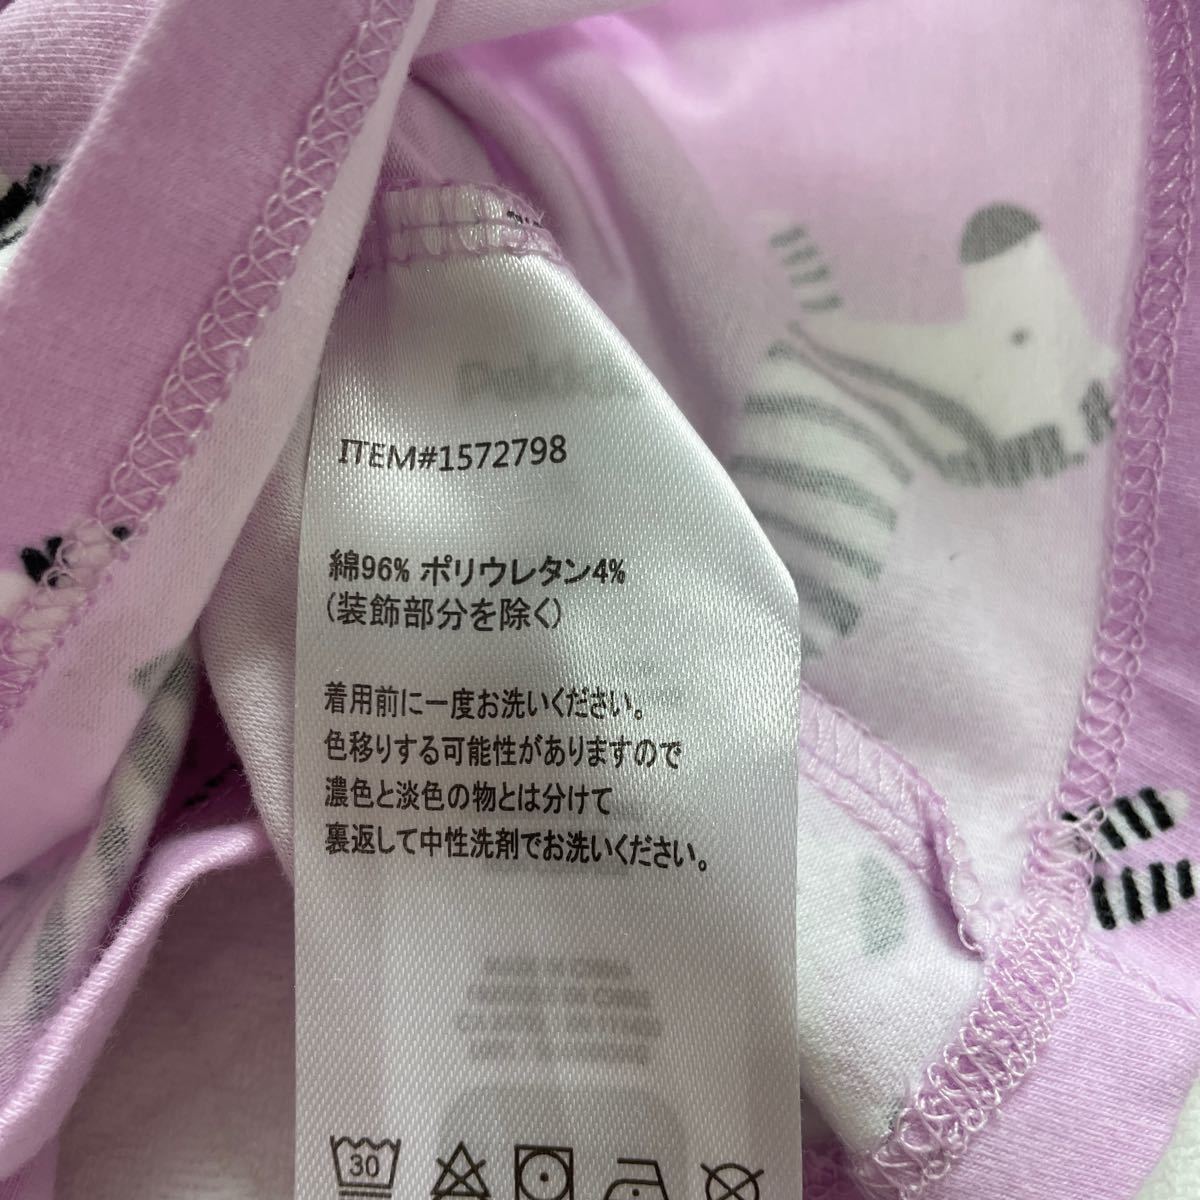 ITEM#1572798
綿96% ポリウレタン4%
(装飾部分を除く)
着用前に一度お洗いください。
色移りする可能性がありますので
濃色と淡色の物とは分けて
裏返して中性洗剤でお洗いください。
MADE IN CHINA
30